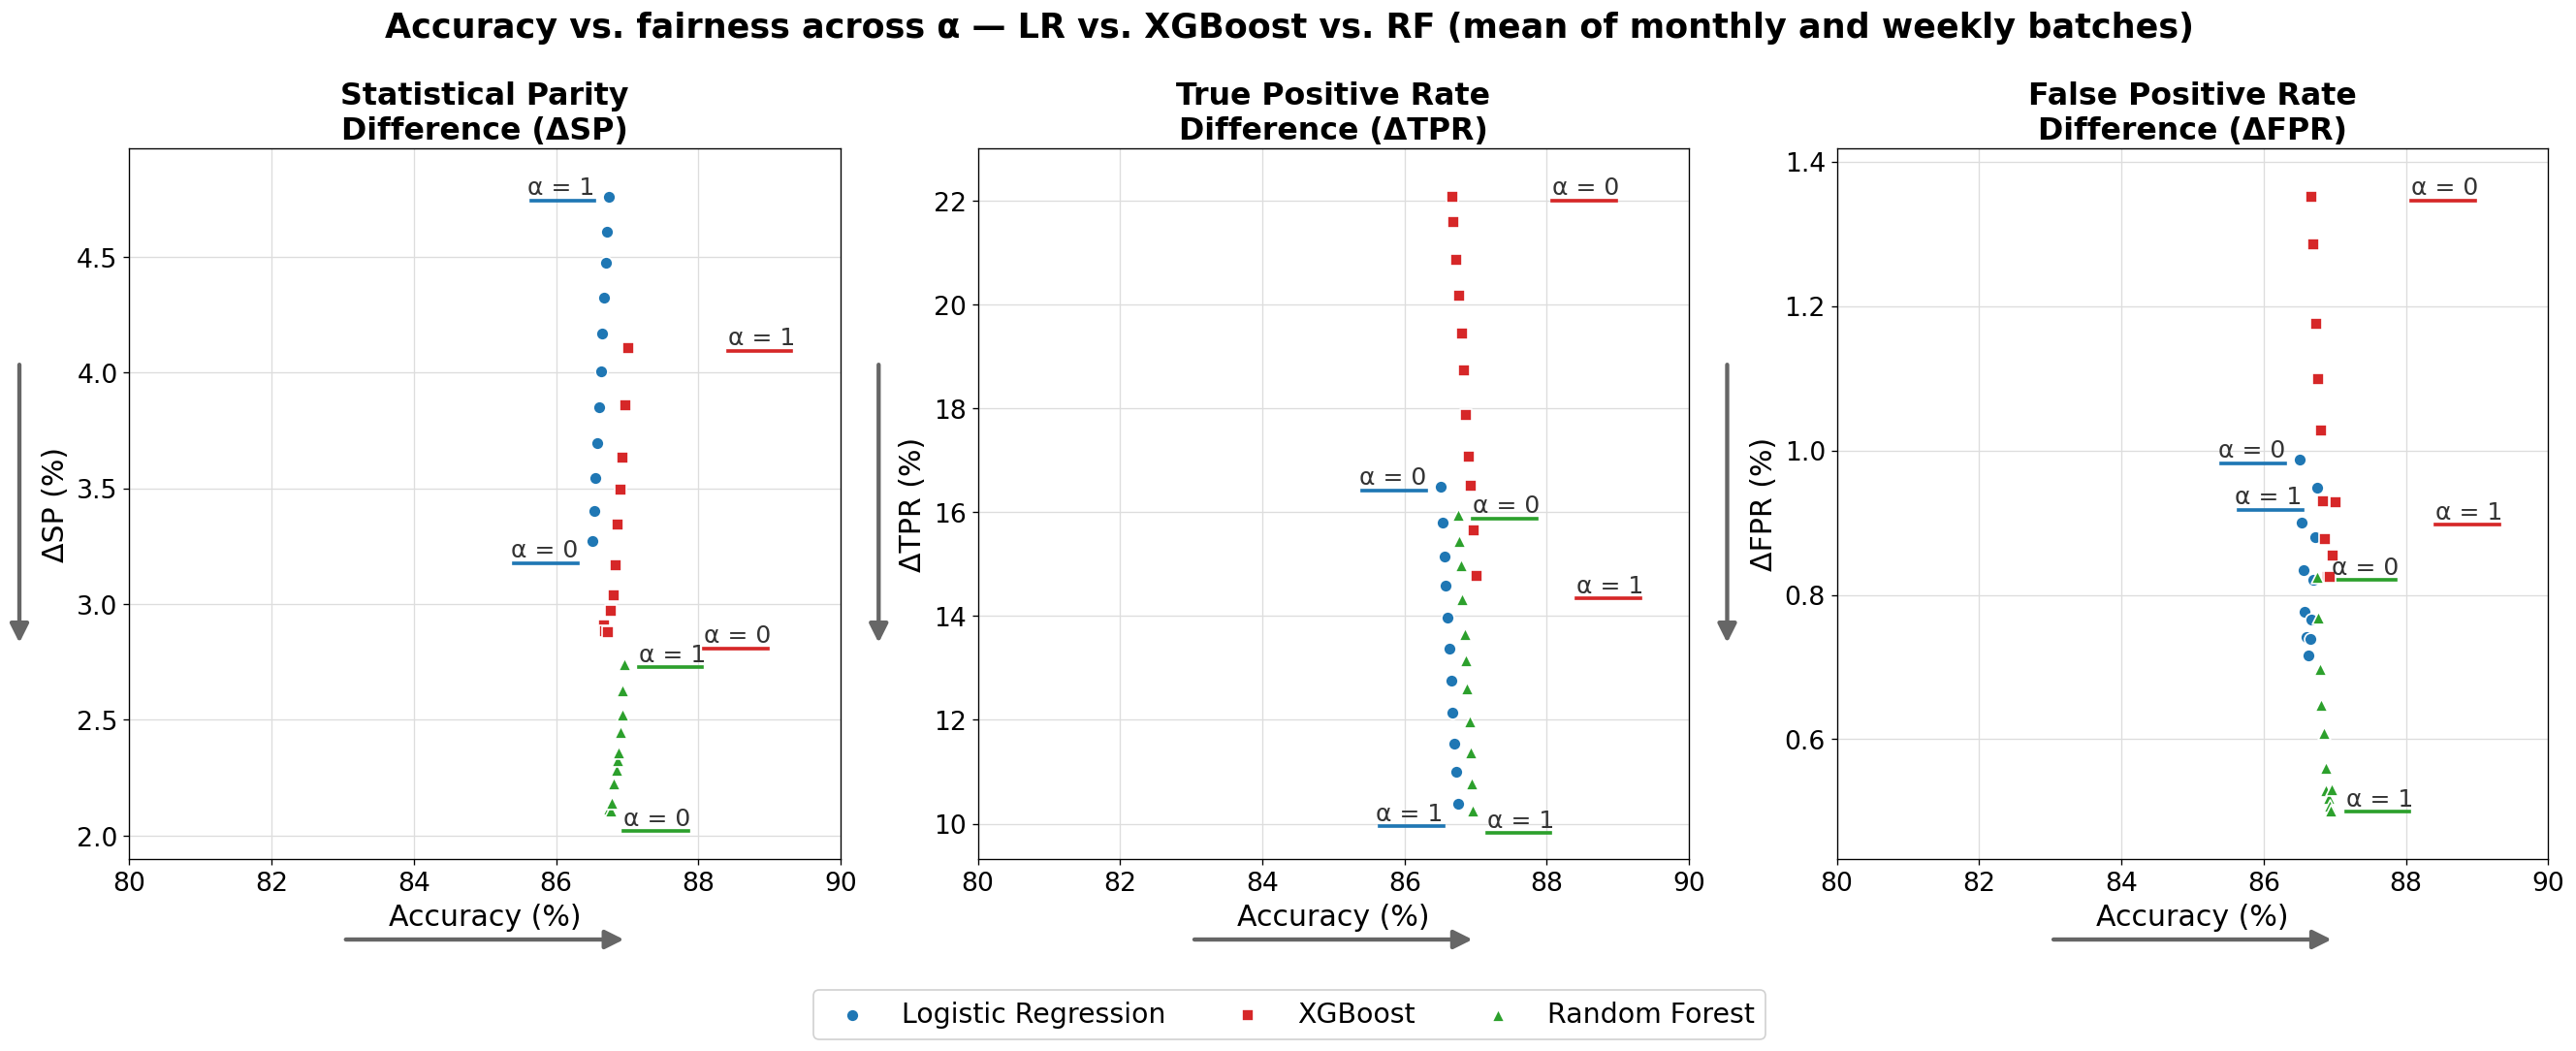 Accuracy vs. fairness across α — LR vs. XGBoost vs. RF (mean of monthly and weekly batches)
Statistical Parity
Difference (ΔSP)
α = 1
α = 1
α = 0
α = 0
α = 1
α = 0
4.5
4.0
3.5
3.0
2.5
2.0
ΔSP (%)
80 82 84 86 88 90
Accuracy (%)
True Positive Rate
Difference (ΔTPR)
α = 0
α = 0
α = 0
α = 1
α = 1
α = 1
22
20
18
16
14
12
10
ΔTPR (%)
80 82 84 86 88 90
Accuracy (%)
False Positive Rate
Difference (ΔFPR)
α = 0
α = 0
α = 1
α = 1
α = 0
α = 1
1.4
1.2
1.0
0.8
0.6
ΔFPR (%)
80 82 84 86 88 90
Accuracy (%)
Logistic Regression XGBoost Random Forest